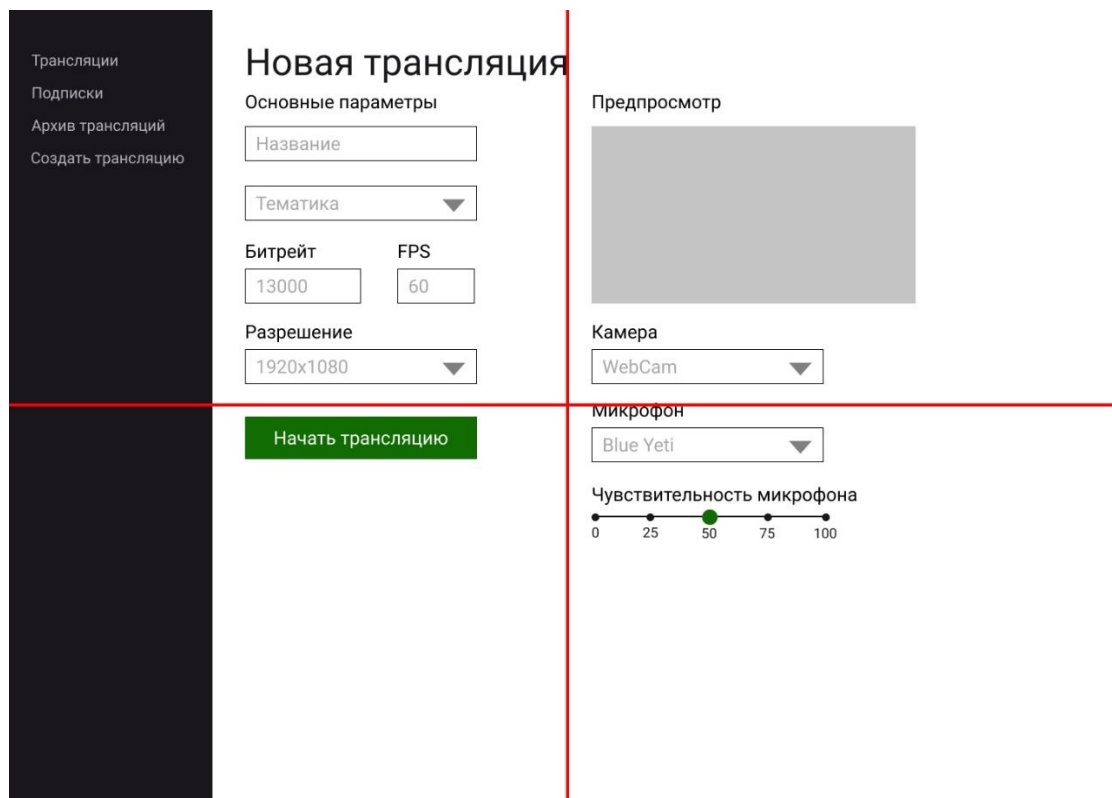 Трансляции
Подписки
Архив трансляций
Создать трансляцию
Новая трансляция
Основные параметры
Название
Тематика
Битрейт FPS
13000 60
Разрешение
1920x1080
Начать трансляцию
Предпросмотр
Камера
WebCam
Микрофон
Blue Yeti
Чувствительность микрофона
0 25 50 75 100